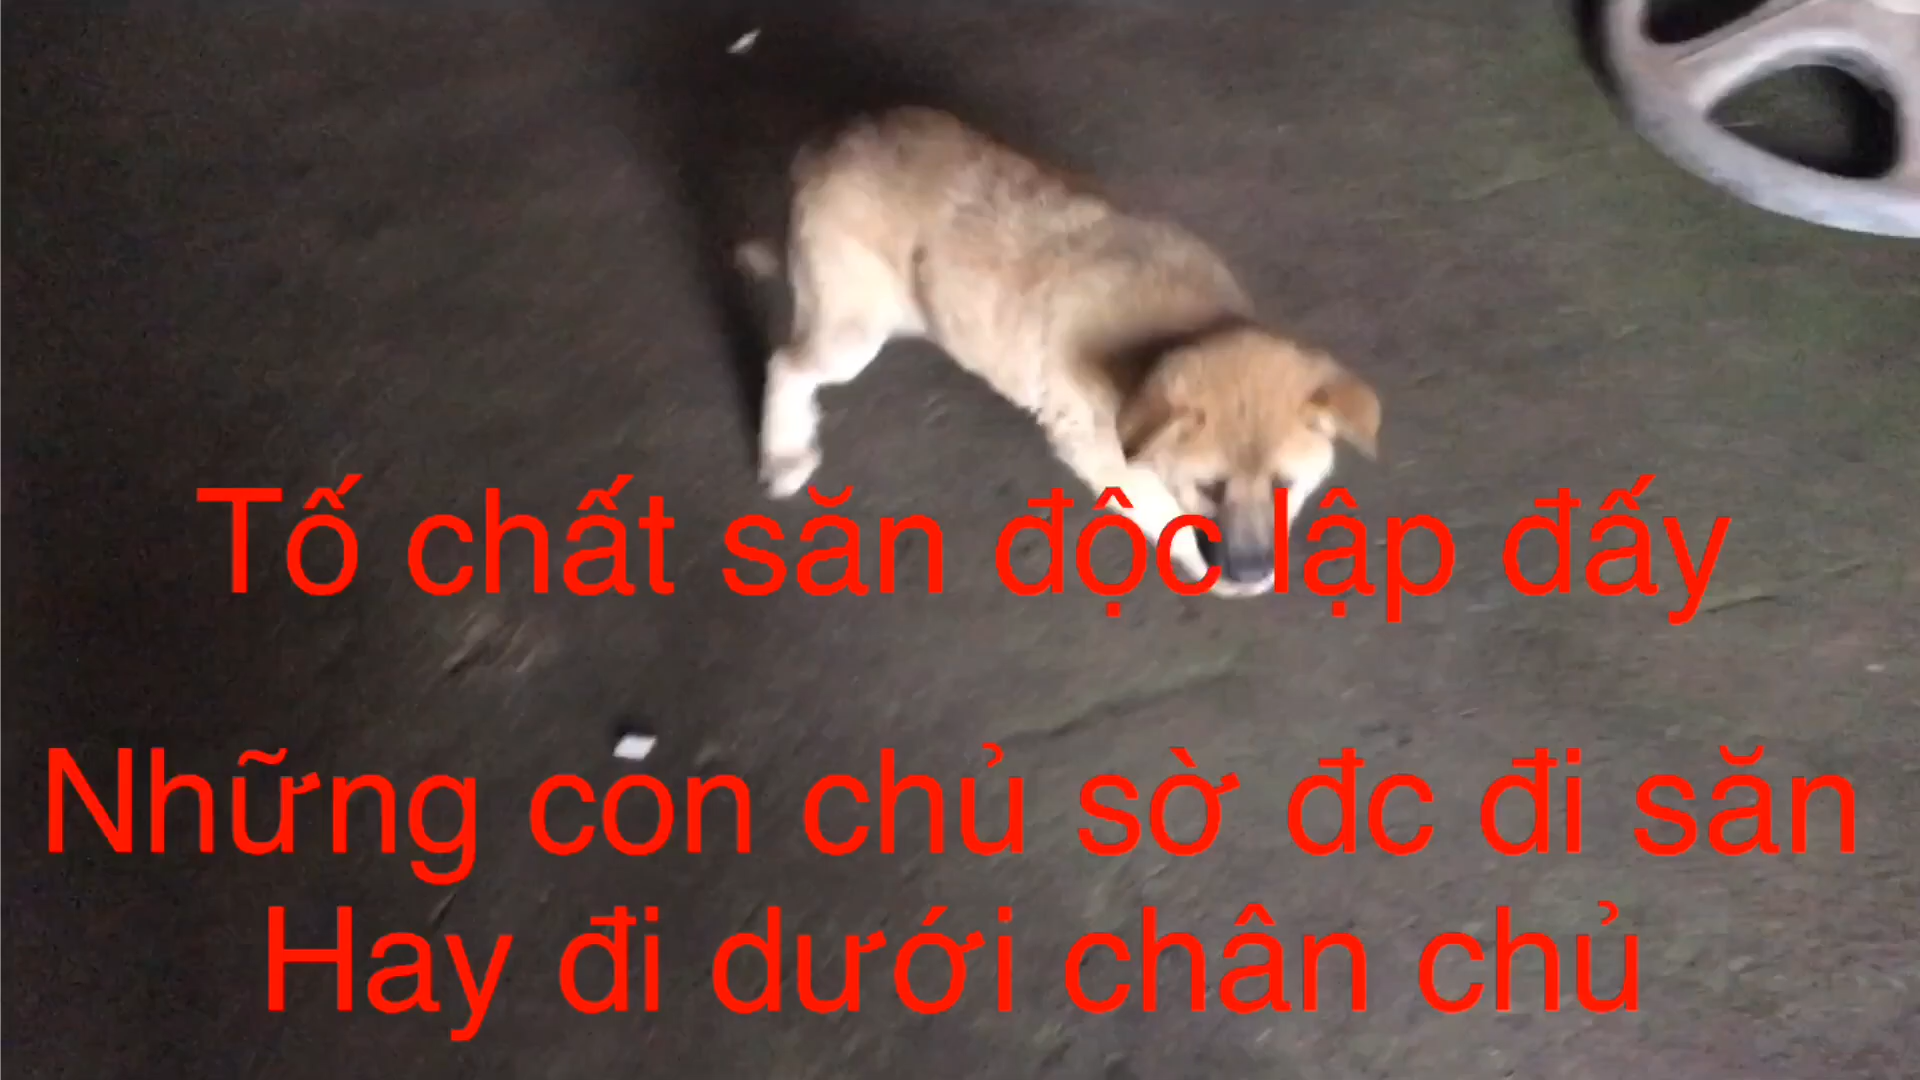 Tố chất săn độc lập đấy
Những con chủ sờ đc đi săn
Hay đi dưới chân chủ